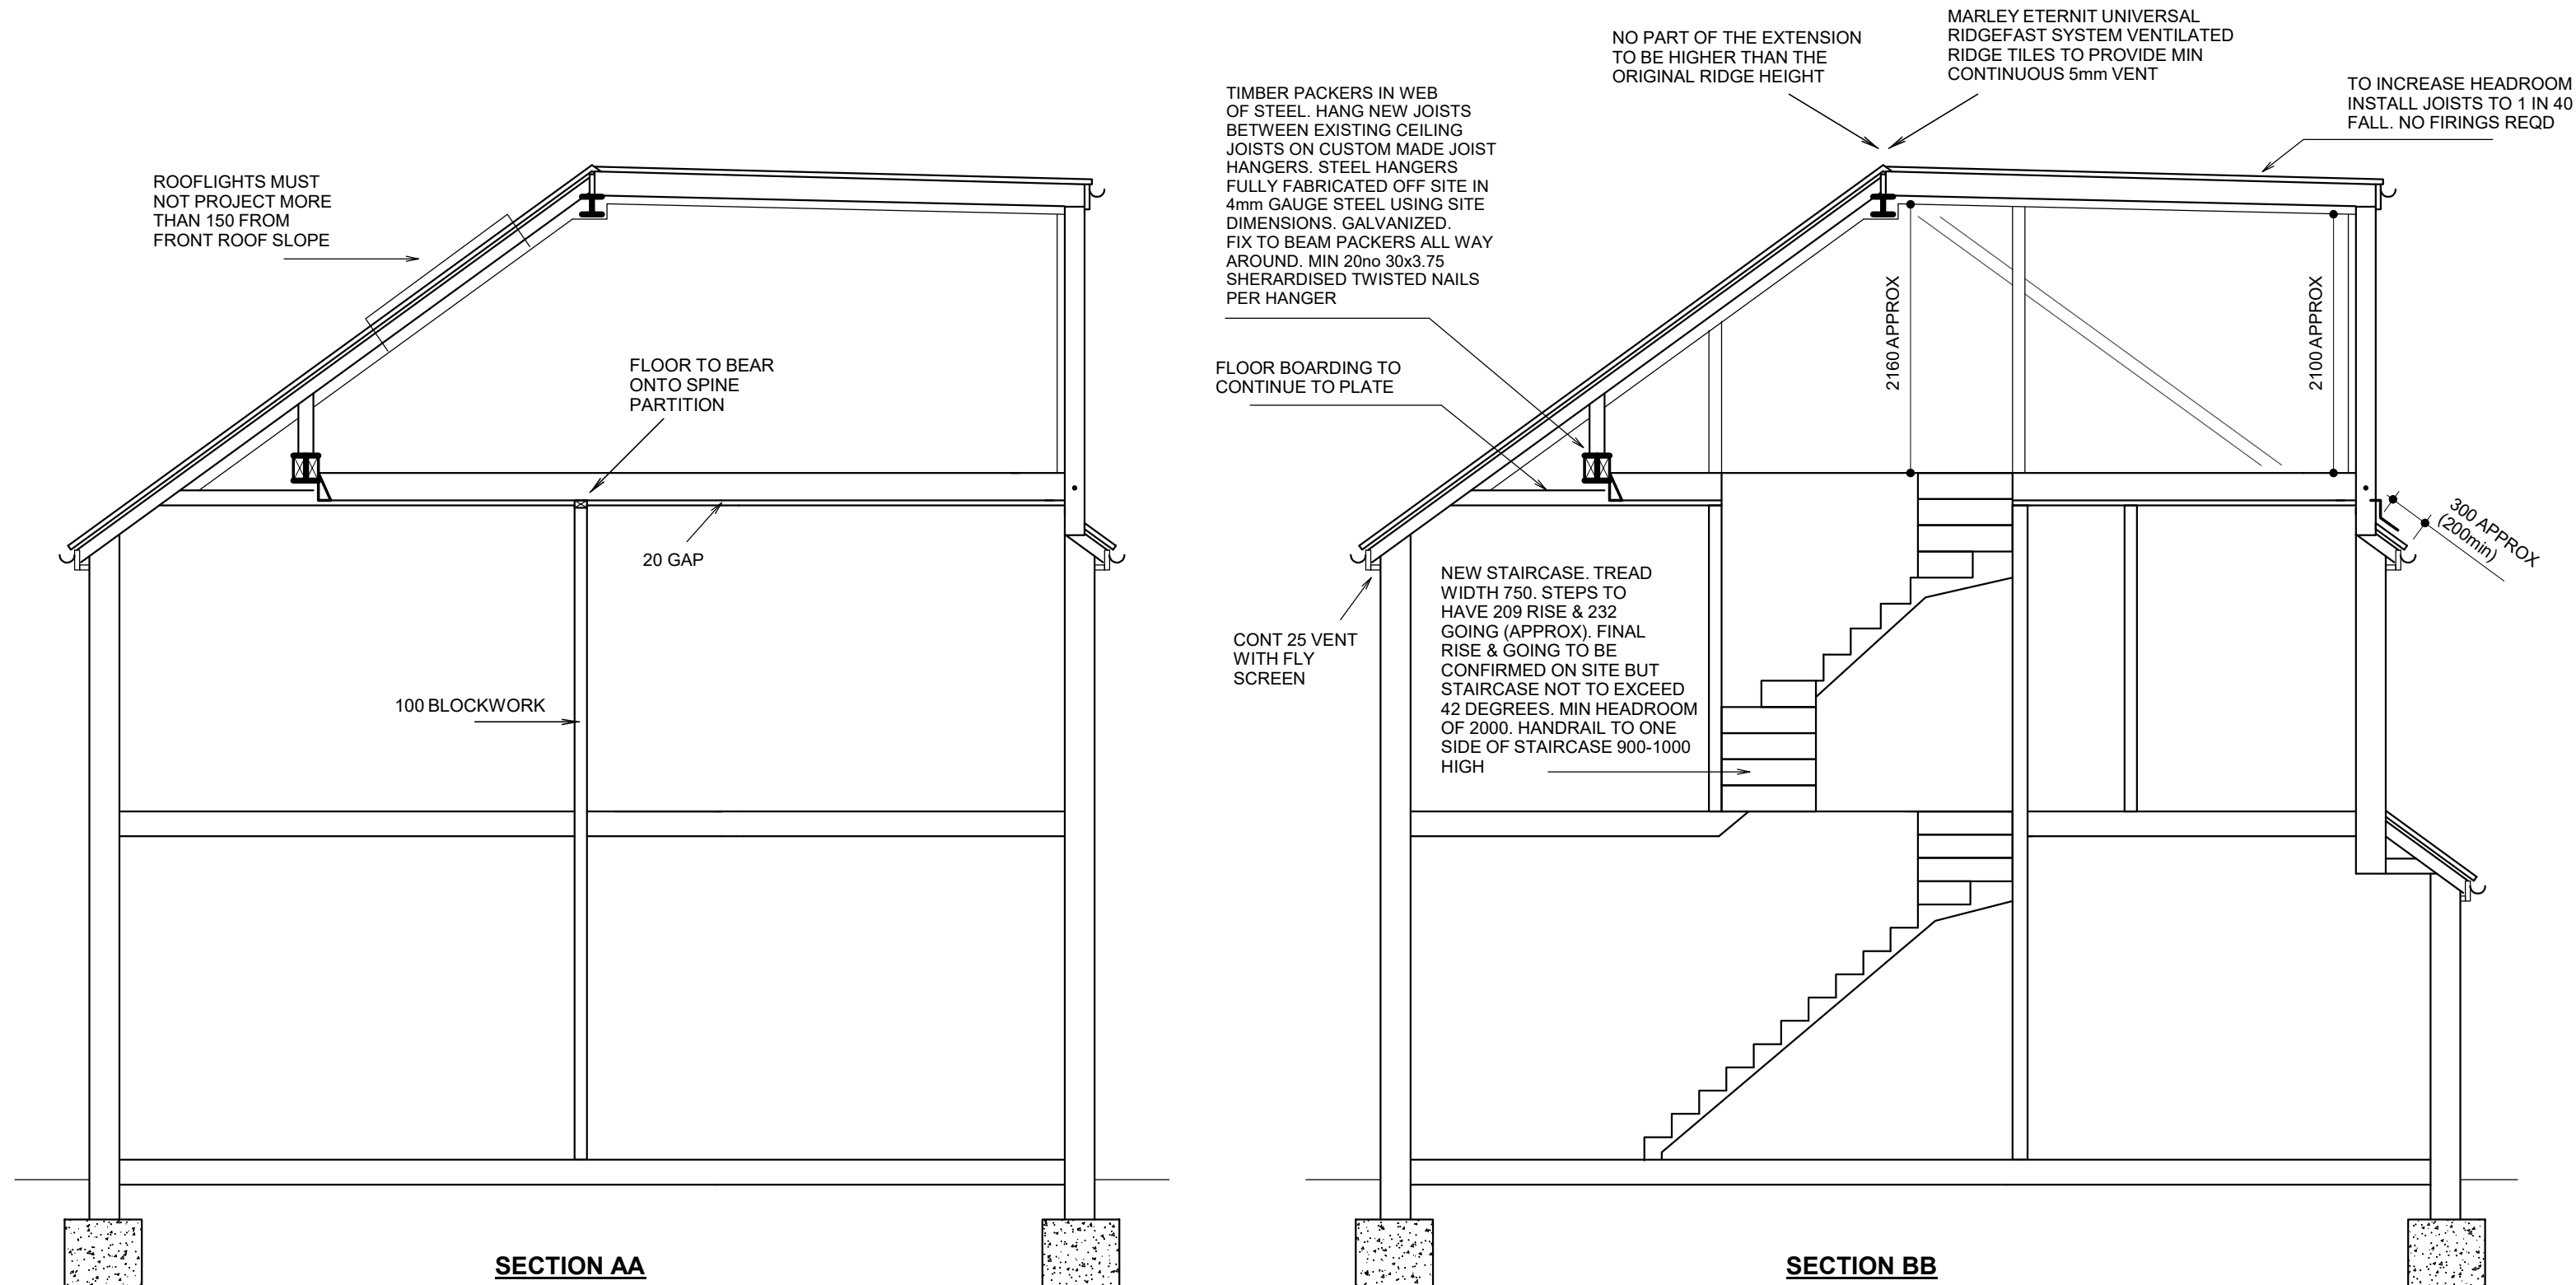 ROOFLIGHTS MUST
NOT PROJECT MORE
THAN 150 FROM
FRONT ROOF SLOPE
FLOOR TO BEAR
ONTO SPINE
PARTITION
20 GAP
100 BLOCKWORK
SECTION AA
TIMBER PACKERS IN WEB
OF STEEL. HANG NEW JOISTS
BETWEEN EXISTING CEILING
JOISTS ON CUSTOM MADE JOIST
HANGERS. STEEL HANGERS
FULLY FABRICATED OFF SITE IN
4mm GAUGE STEEL USING SITE
DIMENSIONS. GALVANIZED.
FIX TO BEAM PACKERS ALL WAY
AROUND. MIN 20no 30x3.75
SHERARDISED TWISTED NAILS
PER HANGER
FLOOR BOARDING TO
CONTINUE TO PLATE
NO PART OF THE EXTENSION
TO BE HIGHER THAN THE
ORIGINAL RIDGE HEIGHT
MARLEY ETERNIT UNIVERSAL
RIDGEFAST SYSTEM VENTILATED
RIDGE TILES TO PROVIDE MIN
CONTINUOUS 5mm VENT
TO INCREASE HEADROOM
INSTALL JOISTS TO 1 IN 40
FALL. NO FIRINGS REQD
2160 APPROX
2100 APPROX
300 APPROX
(200min)
CONT 25 VENT
WITH FLY
SCREEN
NEW STAIRCASE. TREAD
WIDTH 750. STEPS TO
HAVE 209 RISE & 232
GOING (APPROX). FINAL
RISE & GOING TO BE
CONFIRMED ON SITE BUT
STAIRCASE NOT TO EXCEED
42 DEGREES. MIN HEADROOM
OF 2000. HANDRAIL TO ONE
SIDE OF STAIRCASE 900-1000
HIGH
SECTION BB